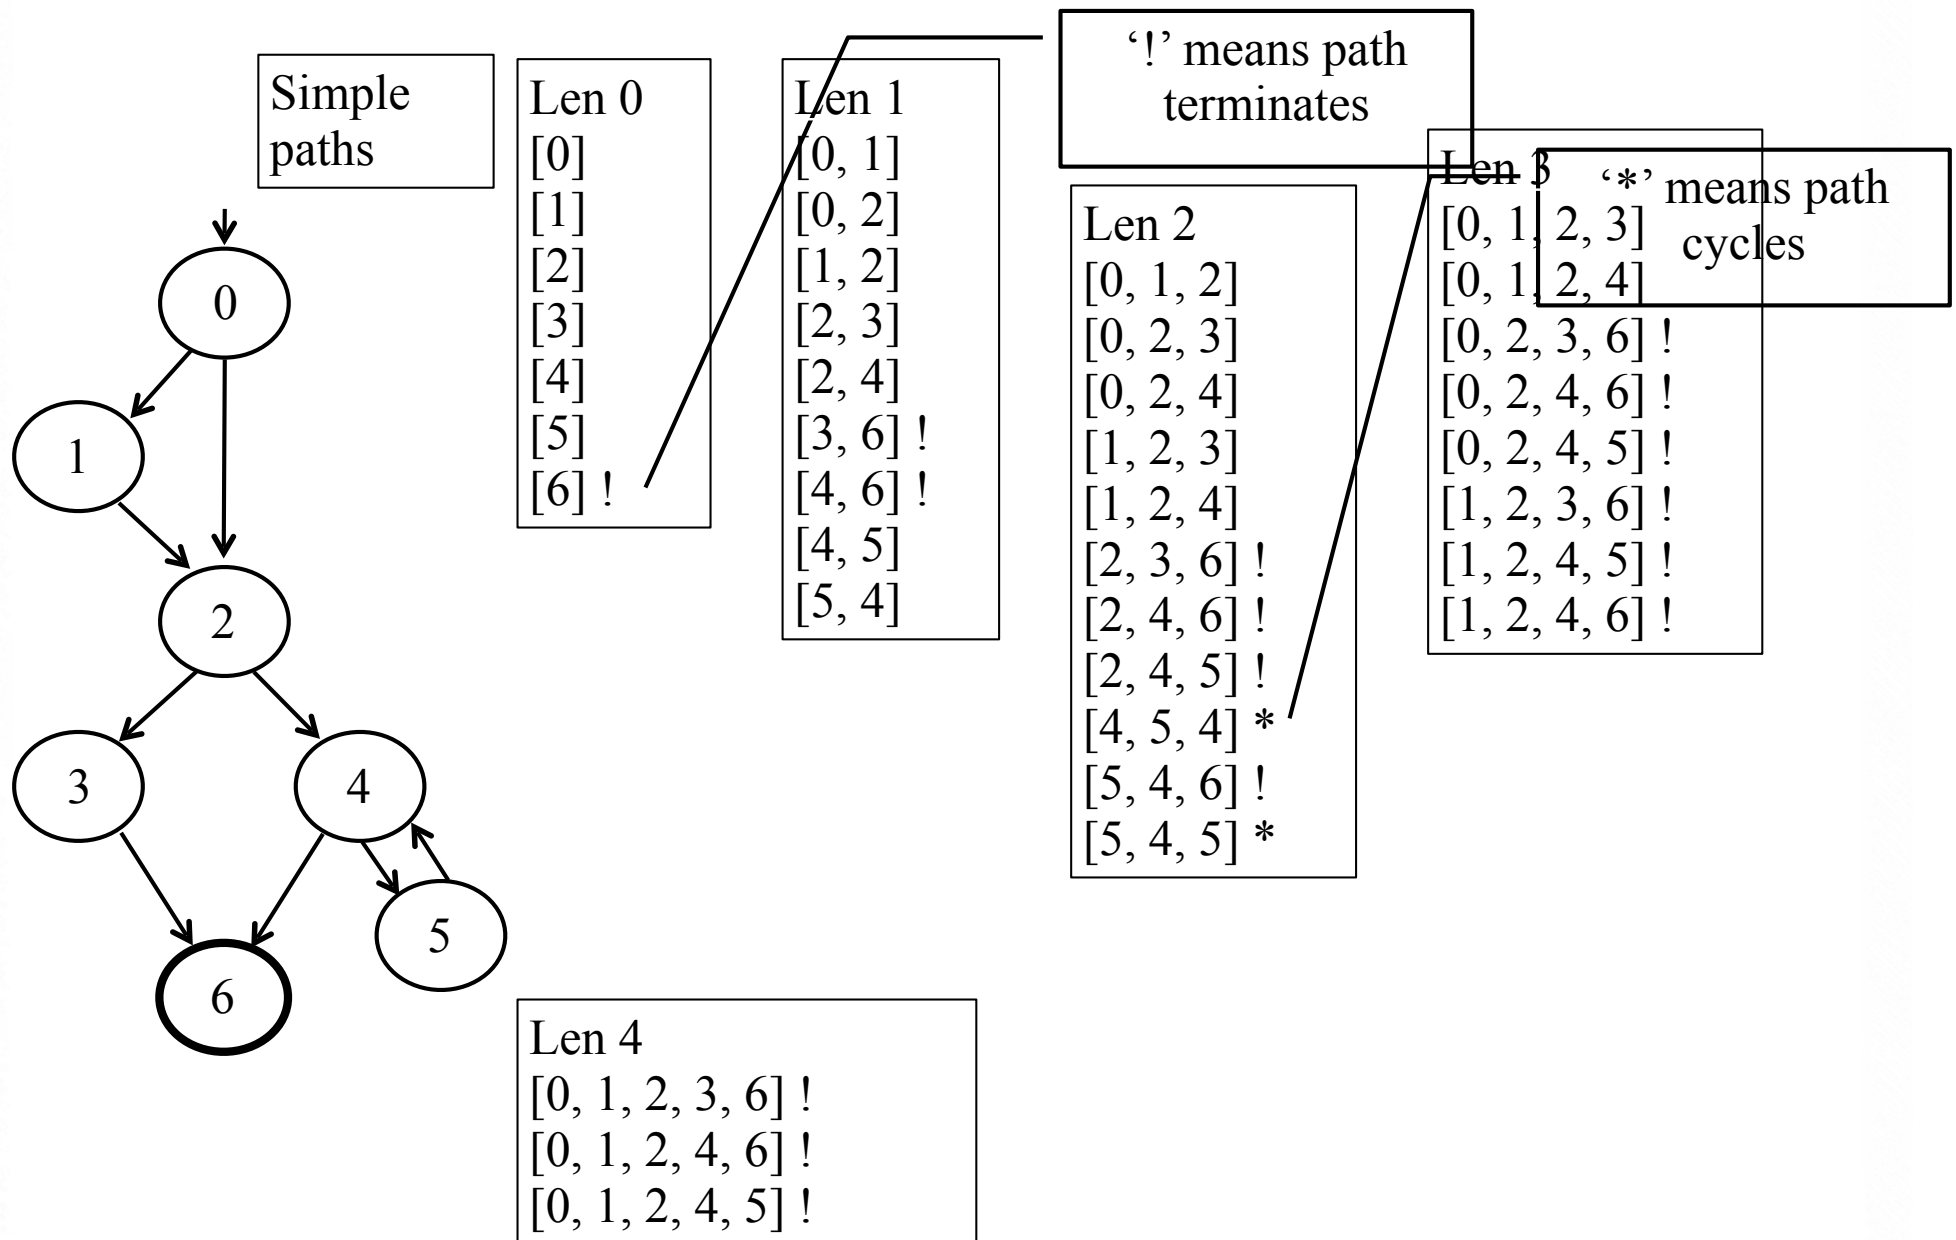 Simple
paths
Len 0
[0]
[1]
[2]
[3]
[4]
[5]
[6] !
Len 1
[0, 1]
[0, 2]
[1, 2]
[2, 3]
[2, 4]
[3, 6] !
[4, 6] !
[4, 5]
[5, 4]
‘!’ means path
terminates
Len 2
[0, 1, 2]
[0, 2, 3]
[0, 2, 4]
[1, 2, 3]
[1, 2, 4]
[2, 3, 6] !
[2, 4, 6] !
[2, 4, 5] !
[4, 5, 4] *
[5, 4, 6] !
[5, 4, 5] *
Len 3
[0, 1, 2, 3]
[0, 1, 2, 4]
[0, 2, 3, 6] !
[0, 2, 4, 6] !
[0, 2, 4, 5] !
[1, 2, 3, 6] !
[1, 2, 4, 5] !
[1, 2, 4, 6] !
‘*’ means path
cycles
0
1
2
3
4
5
6
Len 4
[0, 1, 2, 3, 6] !
[0, 1, 2, 4, 6] !
[0, 1, 2, 4, 5] !